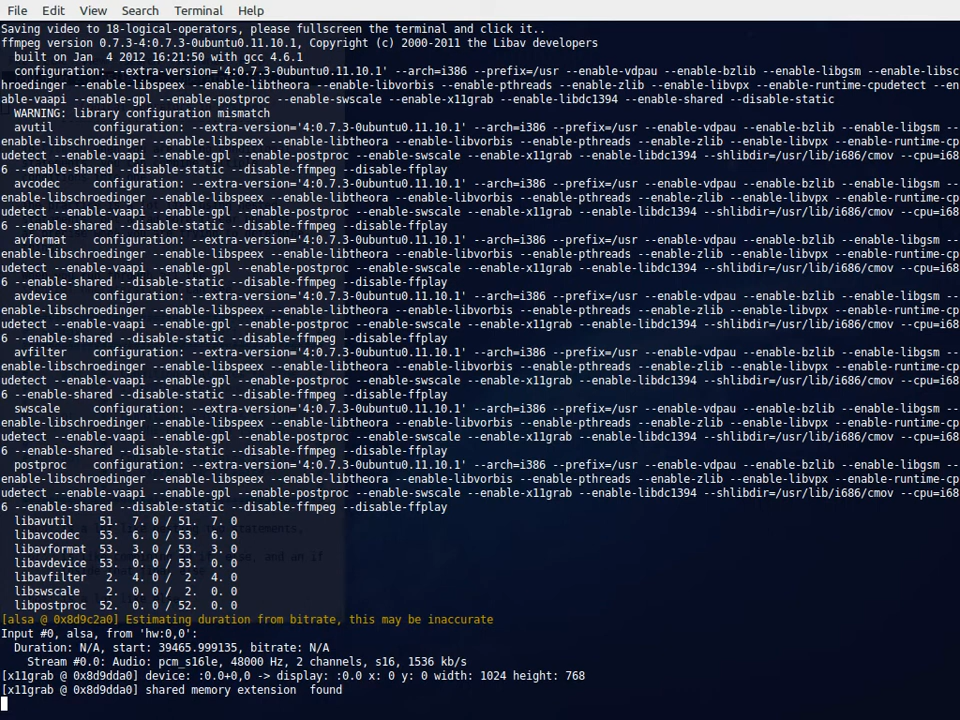 File Edit View Search Terminal Help
Saving video to 18-logical-operators, please fullscreen the terminal and click it..
ffmpeg version 0.7.3-4:0.7.3-0ubuntu0.11.10.1, Copyright (c) 2000-2011 the Libav developers
built on Jan  4 2012 16:21:50 with gcc 4.6.1
configuration: --extra-version='4:0.7.3-0ubuntu0.11.10.1' --arch=i386 --prefix=/usr --enable-vdpau --enable-bzlib --enable-libgsm --enable-libsc
hroedinger --enable-libspeex --enable-libtheora --enable-libvorbis --enable-pthreads --enable-zlib --enable-libvpx --enable-runtime-cpudetect --en
able-vaapi --enable-gpl --enable-postproc --enable-swscale --enable-x11grab --enable-libdc1394 --enable-shared --disable-static
WARNING: library configuration mismatch
avutil      configuration: --extra-version='4:0.7.3-0ubuntu0.11.10.1' --arch=i386 --prefix=/usr --enable-vdpau --enable-bzlib --enable-libgsm --
enable-libschroedinger --enable-libspeex --enable-libtheora --enable-libvorbis --enable-pthreads --enable-zlib --enable-libvpx --enable-runtime-cp
udetect --enable-vaapi --enable-gpl --enable-postproc --enable-swscale --enable-x11grab --enable-libdc1394 --shlibdir=/usr/lib/i686/cmov --cpu=i68
6 --enable-shared --disable-static --disable-ffmpeg --disable-ffplay
avcodec     configuration: --extra-version='4:0.7.3-0ubuntu0.11.10.1' --arch=i386 --prefix=/usr --enable-vdpau --enable-bzlib --enable-libgsm --
enable-libschroedinger --enable-libspeex --enable-libtheora --enable-libvorbis --enable-pthreads --enable-zlib --enable-libvpx --enable-runtime-cp
udetect --enable-vaapi --enable-gpl --enable-postproc --enable-swscale --enable-x11grab --enable-libdc1394 --shlibdir=/usr/lib/i686/cmov --cpu=i68
6 --enable-shared --disable-static --disable-ffmpeg --disable-ffplay
avformat    configuration: --extra-version='4:0.7.3-0ubuntu0.11.10.1' --arch=i386 --prefix=/usr --enable-vdpau --enable-bzlib --enable-libgsm --
enable-libschroedinger --enable-libspeex --enable-libtheora --enable-libvorbis --enable-pthreads --enable-zlib --enable-libvpx --enable-runtime-cp
udetect --enable-vaapi --enable-gpl --enable-postproc --enable-swscale --enable-x11grab --enable-libdc1394 --shlibdir=/usr/lib/i686/cmov --cpu=i68
6 --enable-shared --disable-static --disable-ffmpeg --disable-ffplay
avdevice    configuration: --extra-version='4:0.7.3-0ubuntu0.11.10.1' --arch=i386 --prefix=/usr --enable-vdpau --enable-bzlib --enable-libgsm --
enable-libschroedinger --enable-libspeex --enable-libtheora --enable-libvorbis --enable-pthreads --enable-zlib --enable-libvpx --enable-runtime-cp
udetect --enable-vaapi --enable-gpl --enable-postproc --enable-swscale --enable-x11grab --enable-libdc1394 --shlibdir=/usr/lib/i686/cmov --cpu=i68
6 --enable-shared --disable-static --disable-ffmpeg --disable-ffplay
avfilter    configuration: --extra-version='4:0.7.3-0ubuntu0.11.10.1' --arch=i386 --prefix=/usr --enable-vdpau --enable-bzlib --enable-libgsm --
enable-libschroedinger --enable-libspeex --enable-libtheora --enable-libvorbis --enable-pthreads --enable-zlib --enable-libvpx --enable-runtime-cp
udetect --enable-vaapi --enable-gpl --enable-postproc --enable-swscale --enable-x11grab --enable-libdc1394 --shlibdir=/usr/lib/i686/cmov --cpu=i68
6 --enable-shared --disable-static --disable-ffmpeg --disable-ffplay
swscale     configuration: --extra-version='4:0.7.3-0ubuntu0.11.10.1' --arch=i386 --prefix=/usr --enable-vdpau --enable-bzlib --enable-libgsm --
enable-libschroedinger --enable-libspeex --enable-libtheora --enable-libvorbis --enable-pthreads --enable-zlib --enable-libvpx --enable-runtime-cp
udetect --enable-vaapi --enable-gpl --enable-postproc --enable-swscale --enable-x11grab --enable-libdc1394 --shlibdir=/usr/lib/i686/cmov --cpu=i68
6 --enable-shared --disable-static --disable-ffmpeg --disable-ffplay
postproc    configuration: --extra-version='4:0.7.3-0ubuntu0.11.10.1' --arch=i386 --prefix=/usr --enable-vdpau --enable-bzlib --enable-libgsm --
enable-libschroedinger --enable-libspeex --enable-libtheora --enable-libvorbis --enable-pthreads --enable-zlib --enable-libvpx --enable-runtime-cp
udetect --enable-vaapi --enable-gpl --enable-postproc --enable-swscale --enable-x11grab --enable-libdc1394 --shlibdir=/usr/lib/i686/cmov --cpu=i68
6 --enable-shared --disable-static --disable-ffmpeg --disable-ffplay
libavutil    51.  7. 0 / 51.  7. 0
libavcodec   53.  6. 0 / 53.  6. 0
libavformat  53.  3. 0 / 53.  3. 0
libavdevice  53.  0. 0 / 53.  0. 0
libavfilter   2.  4. 0 /  2.  4. 0
libswscale    2.  0. 0 /  2.  0. 0
libpostproc  52.  0. 0 / 52.  0. 0
[alsa @ 0x8d9c2a0] Estimating duration from bitrate, this may be inaccurate
Input #0, alsa, from 'hw:0,0':
Duration: N/A, start: 39465.999135, bitrate: N/A
Stream #0.0: Audio: pcm_s16le, 48000 Hz, 2 channels, s16, 1536 kb/s
[x11grab @ 0x8d9dda0] device: :0.0+0,0 -> display: :0.0 x: 0 y: 0 width: 1024 height: 768
[x11grab @ 0x8d9dda0] shared memory extension  found